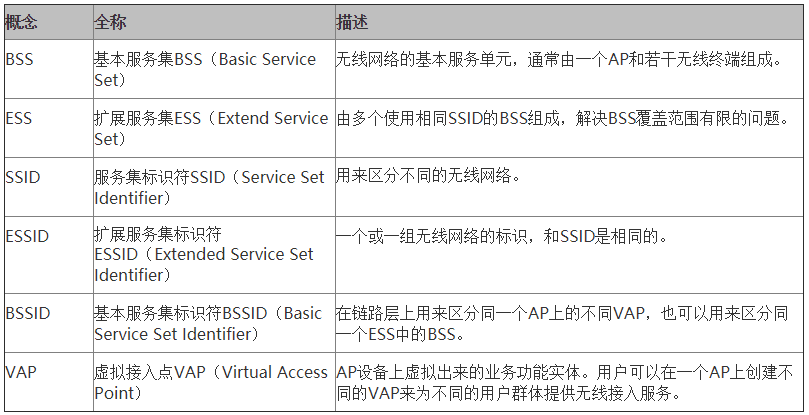 概念 全称 描述
BSS 基本服务集BSS（Basic Service 无线网络的基本服务单元，通常由一个AP和若干无线终端组成。
Set）
ESS 扩展服务集ESS（Extend Service 由多个使用相同SSID的BSS组成，解决BSS覆盖范围有限的问题。
Set）
SSID 服务集标识符SSID（Service Set 用来区分不同的无线网络。
Identifier）
ESSID 扩展服务集标识符 一个或一组无线网络的标识，和SSID是相同的。
ESSID（Extended Service Set
Identifier）
BSSID 基本服务集标识符BSSID（Basic 在链路层上用来区分同一个AP上的不同VAP，也可以用来区分同
Service Set Identifier） 一个ESS中的BSS。
VAP 虚拟接入点VAP（Virtual Access AP设备上虚拟出来的业务功能实体。用户可以在一个AP上创建不
Point） 同的VAP来为不同的用户群体提供无线接入服务。